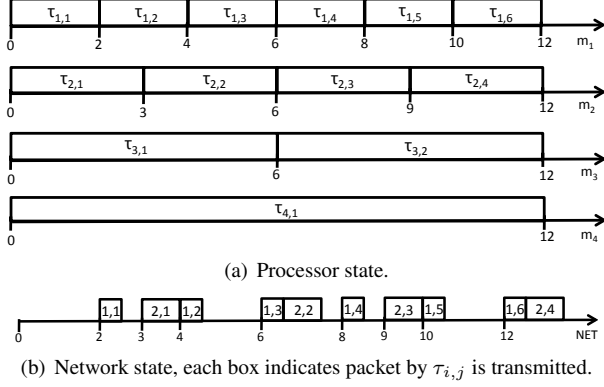 τ1,1 τ1,2 τ1,3 τ1,4 τ1,5 τ1,6
0 2 4 6 8 10 12 m1
τ2,1 τ2,2 τ2,3 τ2,4
0 3 6 9 12 m2
τ3,1 τ3,2
0 6 12 m3
τ4,1
0 12 m4
(a) Processor state.
1,1 2,1 1,2 1,3 2,2 1,4 2,3 1,5 1,6 2,4
0 2 3 4 6 8 9 10 12 NET
(b) Network state, each box indicates packet by τi,j is transmitted.